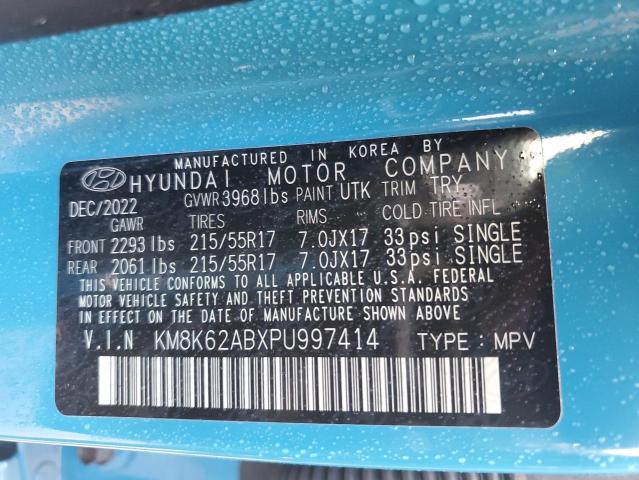 MANUFACTURED IN KOREA BY
HYUNDAI MOTOR COMPANY
DEC/2022 GVWR 3968 lbs PAINT UTK TRIM TRY
GAWR TIRES RIMS COLD TIRE INFL
FRONT 2293 lbs 215/55R17 7.0JX17 33psi SINGLE
REAR 2061 lbs 215/55R17 7.0JX17 33psi SINGLE
THIS VEHICLE CONFORMS TO ALL APPLICABLE U.S.A. FEDERAL
MOTOR VEHICLE SAFETY, BUMPER, AND THEFT PREVENTION STANDARDS
IN EFFECT ON THE DATE OF MANUFACTURE SHOWN ABOVE.
V.I.N KM8K62ABXPU997414 TYPE : MPV